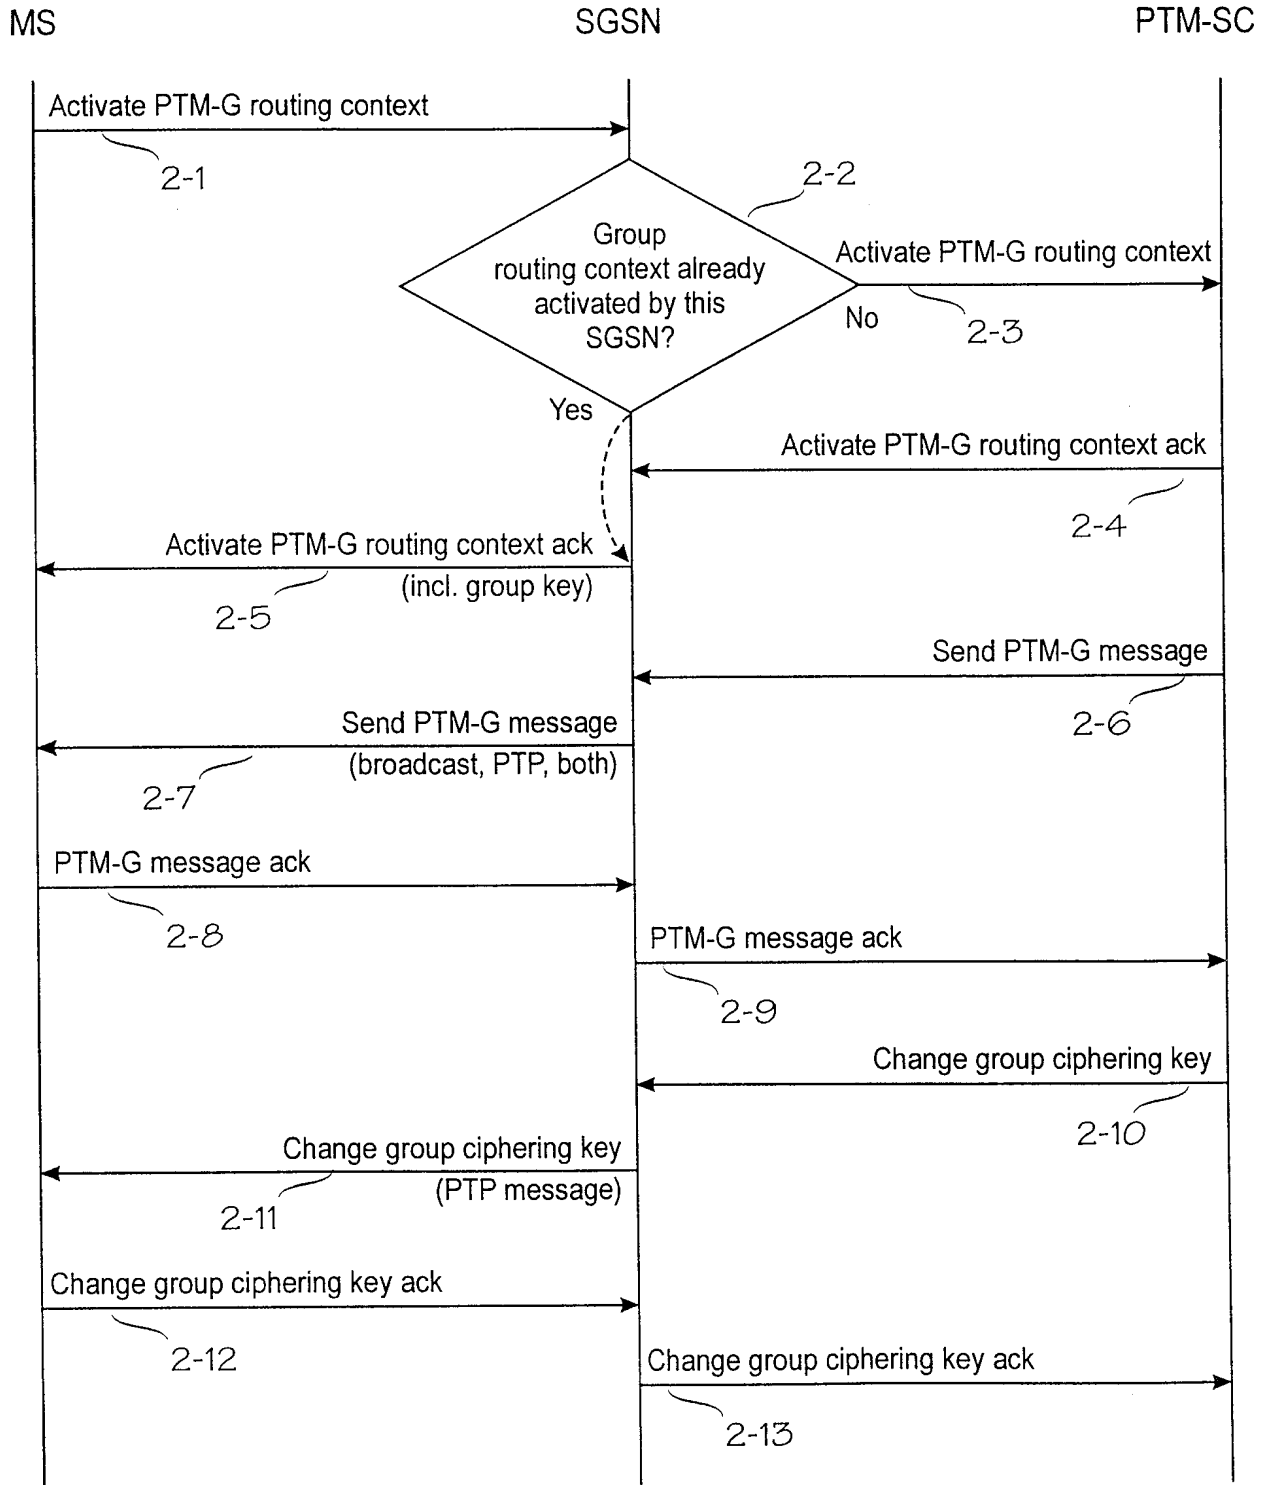 MS
SGSN
PTM-SC
Activate PTM-G routing context
2-1
2-2
Group
routing context already
activated by this
SGSN?
Activate PTM-G routing context
No
2-3
Yes
Activate PTM-G routing context ack
2-4
Activate PTM-G routing context ack
(incl. group key)
2-5
Send PTM-G message
2-6
Send PTM-G message
(broadcast, PTP, both)
2-7
PTM-G message ack
2-8
PTM-G message ack
2-9
Change group ciphering key
2-10
Change group ciphering key
(PTP message)
2-11
Change group ciphering key ack
2-12
Change group ciphering key ack
2-13